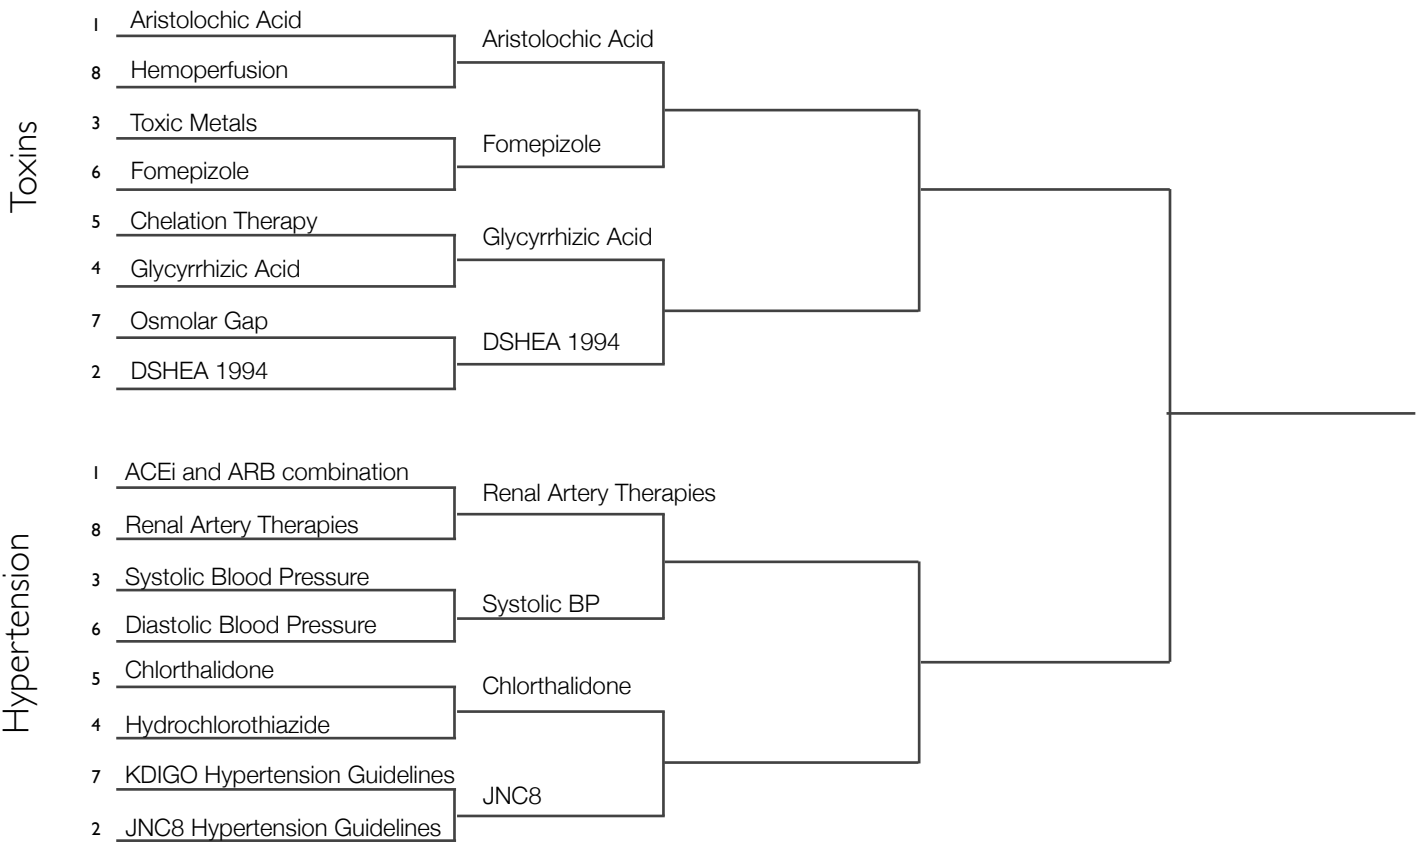 Toxins
1 Aristolochic Acid
8 Hemoperfusion
3 Toxic Metals
6 Fomepizole
5 Chelation Therapy
4 Glycyrrhizic Acid
7 Osmolar Gap
2 DSHEA 1994
Aristolochic Acid
Fomepizole
Glycyrrhizic Acid
DSHEA 1994
Hypertension
1 ACEi and ARB combination
8 Renal Artery Therapies
3 Systolic Blood Pressure
6 Diastolic Blood Pressure
5 Chlorthalidone
4 Hydrochlorothiazide
7 KDIGO Hypertension Guidelines
2 JNC8 Hypertension Guidelines
Renal Artery Therapies
Systolic BP
Chlorthalidone
JNC8